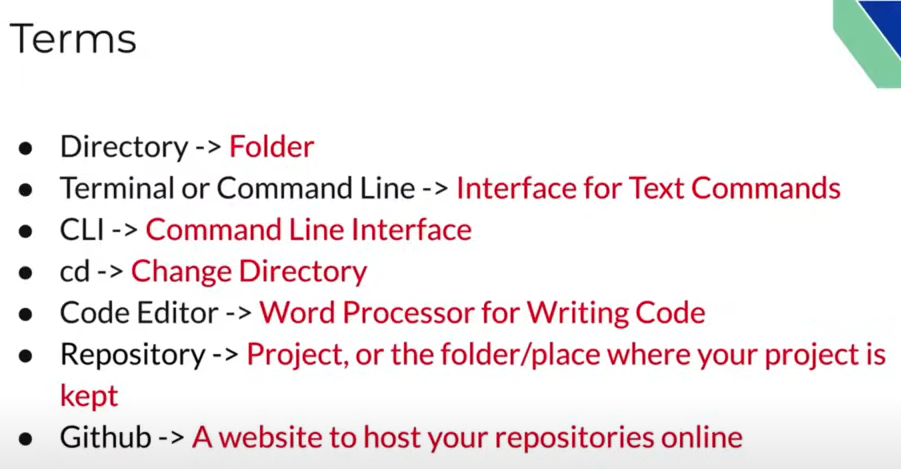 Terms
● Directory -> Folder
● Terminal or Command Line -> Interface for Text Commands
● CLI -> Command Line Interface
● cd -> Change Directory
● Code Editor -> Word Processor for Writing Code
● Repository -> Project, or the folder/place where your project is
kept
● Github -> A website to host your repositories online